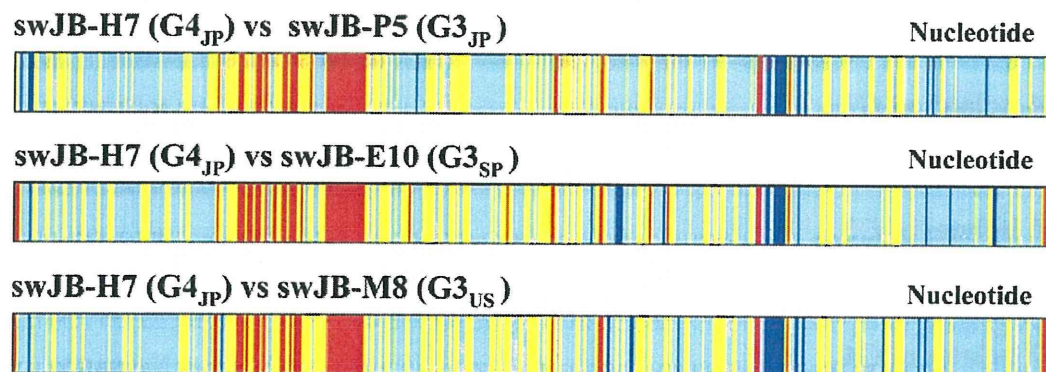 swJB-H7 (G4JP) vs swJB-P5 (G3JP)
Nucleotide
swJB-H7 (G4JP) vs swJB-E10 (G3SP)
Nucleotide
swJB-H7 (G4JP) vs swJB-M8 (G3US)
Nucleotide